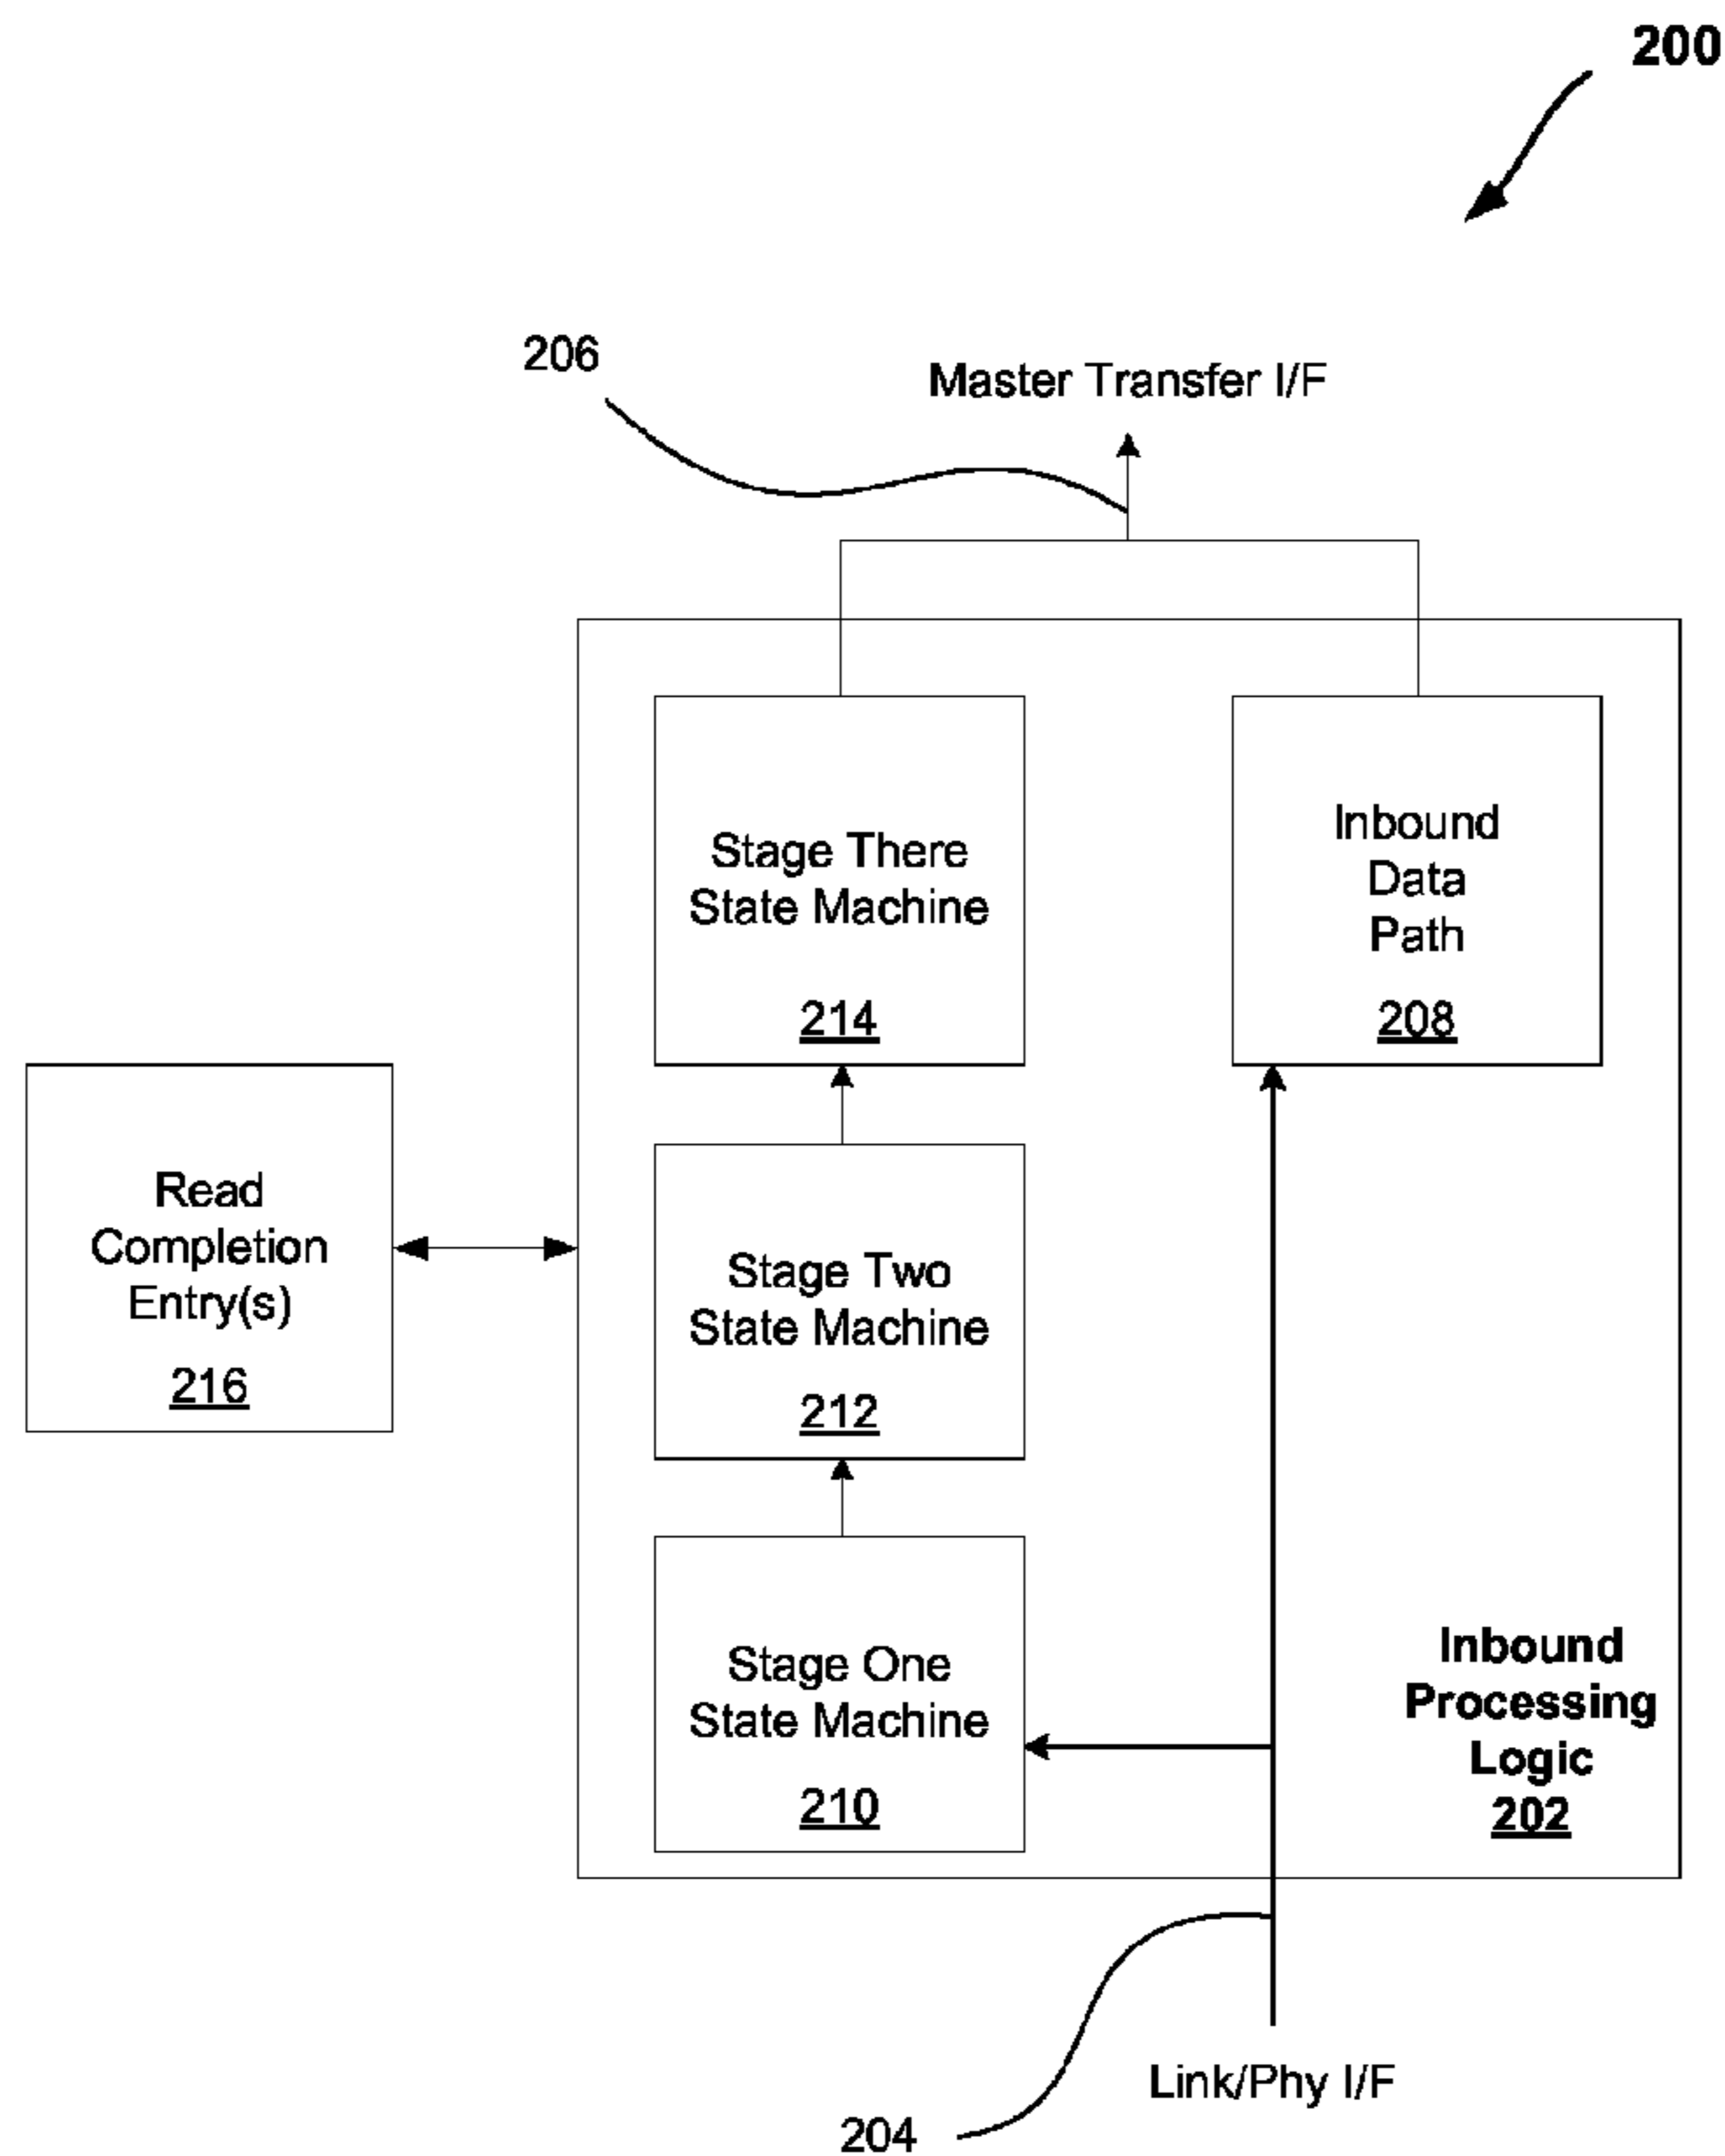 200
206
Master Transfer I/F
Stage There
State Machine
214
Inbound
Data
Path
208
Read
Completion
Entry(s)
216
Stage Two
State Machine
212
Stage One
State Machine
210
Inbound
Processing
Logic
202
Link/Phy I/F
204